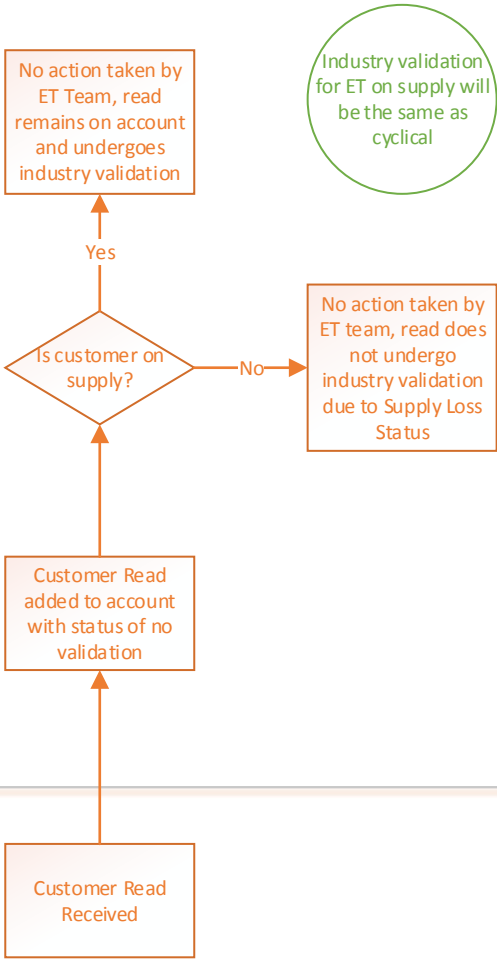 No action taken by
ET Team, read
remains on account
and undergoes
industry validation
Industry validation
for ET on supply will
be the same as
cyclical
Yes
Is customer on
supply?
No
No action taken by
ET team, read does
not undergo
industry validation
due to Supply Loss
Status
Customer Read
added to account
with status of no
validation
Customer Read
Received